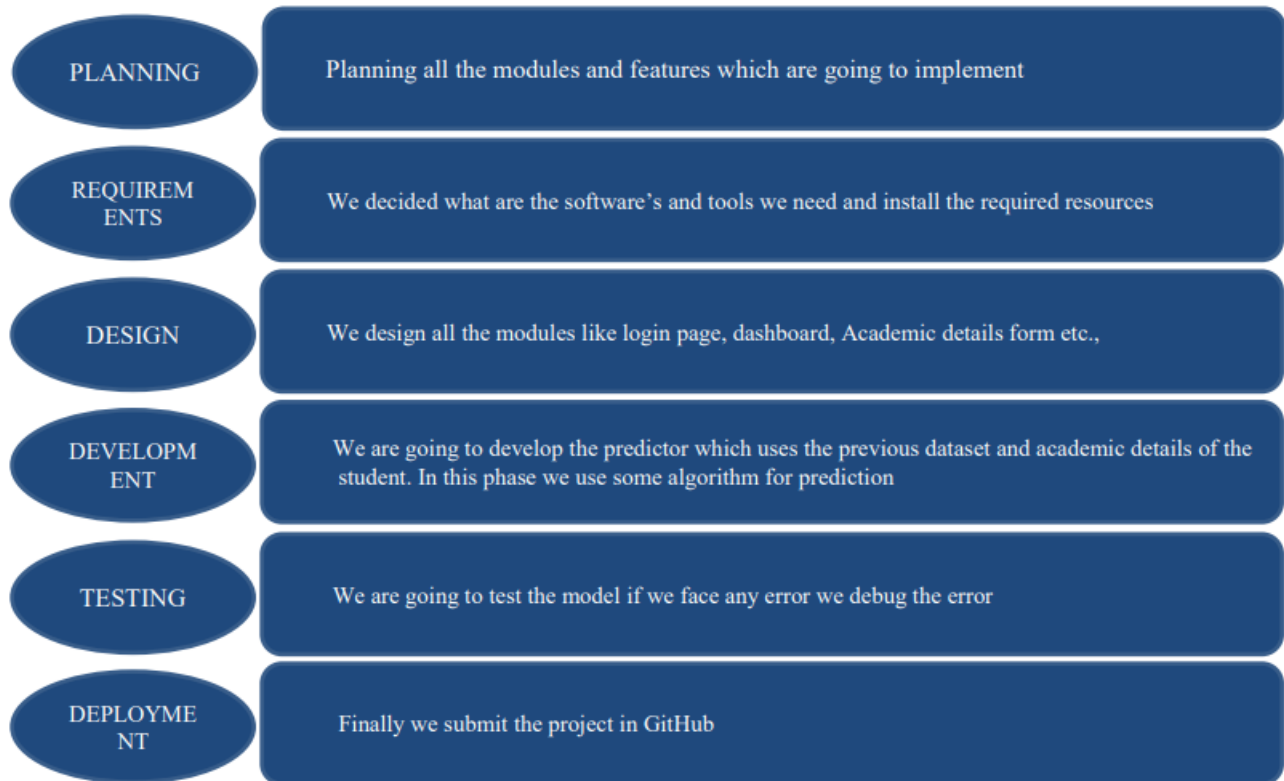 PLANNING
Planning all the modules and features which are going to implement
REQUIREM
ENTS
We decided what are the software’s and tools we need and install the required resources
DESIGN
We design all the modules like login page, dashboard, Academic details form etc.,
DEVELOPM
ENT
We are going to develop the predictor which uses the previous dataset and academic details of the
student. In this phase we use some algorithm for prediction
TESTING
We are going to test the model if we face any error we debug the error
DEPLOYME
NT
Finally we submit the project in GitHub